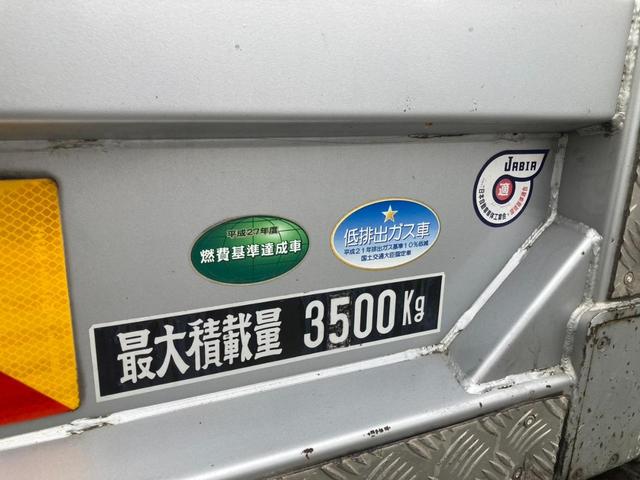 JABIA
適
平成27年度
燃費基準達成車
低排出ガス車
平成21年排出ガス基準10%低減
国土交通大臣認定車
最大積載量 3500Kg